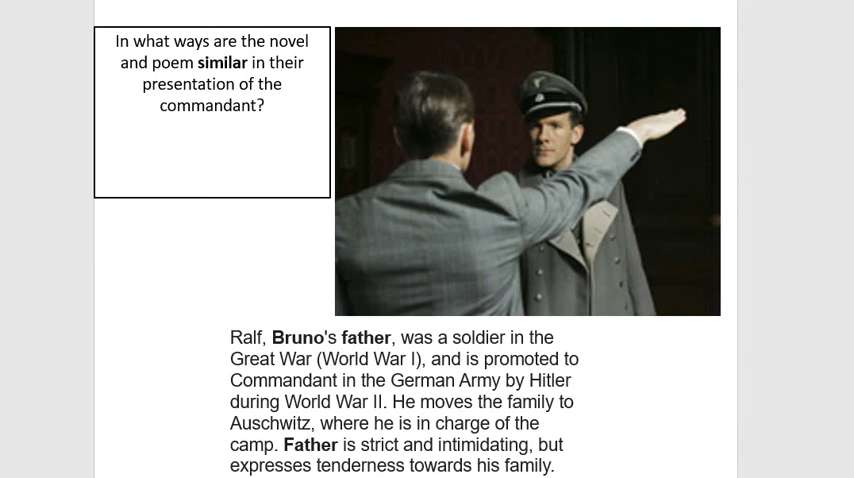 In what ways are the novel
and poem similar in their
presentation of the
commandant?
Ralf, Bruno's father, was a soldier in the
Great War (World War I), and is promoted to
Commandant in the German Army by Hitler
during World War II. He moves the family to
Auschwitz, where he is in charge of the
camp. Father is strict and intimidating, but
expresses tenderness towards his family.